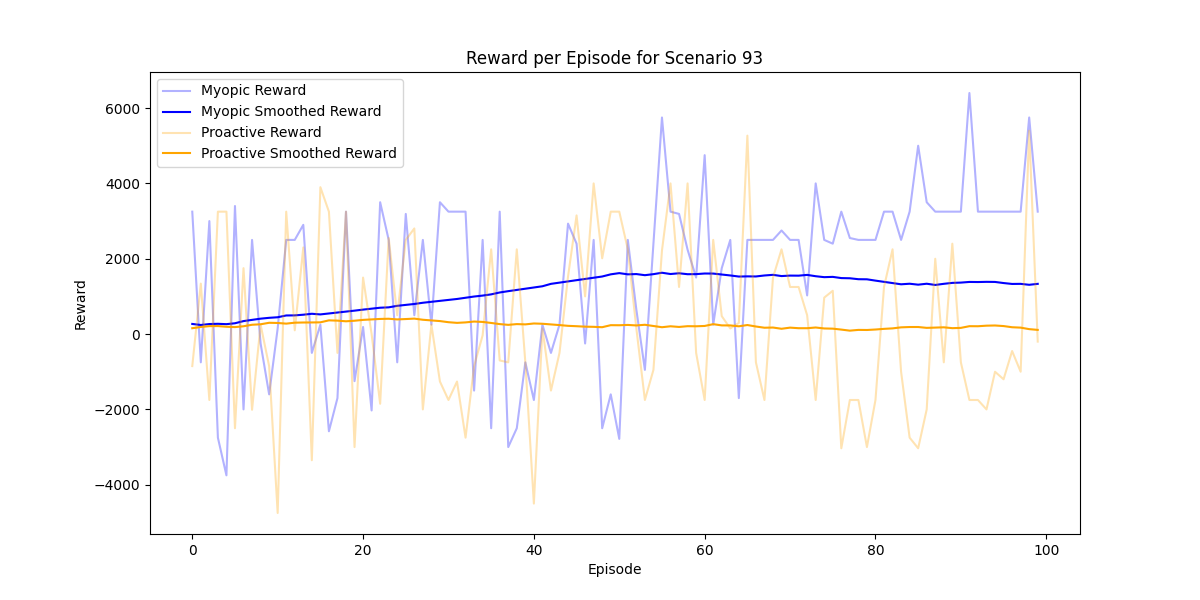 Reward per Episode for Scenario 93
Myopic Reward
Myopic Smoothed Reward
Proactive Reward
Proactive Smoothed Reward
6000
4000
2000
0
−2000
−4000
Reward
0 20 40 60 80 100
Episode